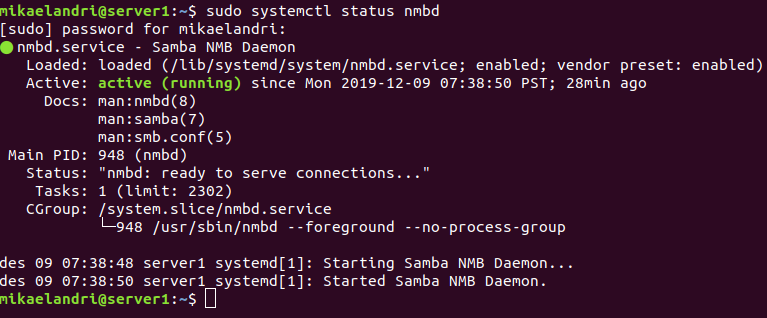 mikaelandri@server1:~$ sudo systemctl status nmbd
[sudo] password for mikaelandri:
● nmbd.service - Samba NMB Daemon
Loaded: loaded (/lib/systemd/system/nmbd.service; enabled; vendor preset: enabled)
Active: active (running) since Mon 2019-12-09 07:38:50 PST; 28min ago
Docs: man:nmbd(8)
man:samba(7)
man:smb.conf(5)
Main PID: 948 (nmbd)
Status: "nmbd: ready to serve connections..."
Tasks: 1 (limit: 2302)
CGroup: /system.slice/nmbd.service
└─948 /usr/sbin/nmbd --foreground --no-process-group
des 09 07:38:48 server1 systemd[1]: Starting Samba NMB Daemon...
des 09 07:38:50 server1 systemd[1]: Started Samba NMB Daemon.
mikaelandri@server1:~$